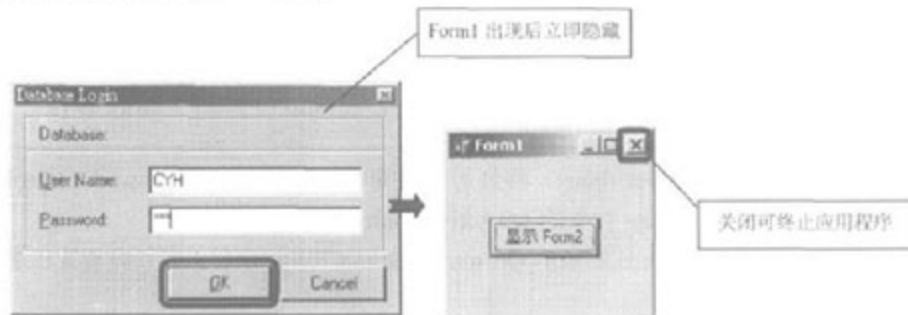 Form1 出现后立即隐藏
Database Login
Database:
User Name: CYH
Password: ***
OK
Cancel
Form1
显示 Form2
关闭可终止应用程序